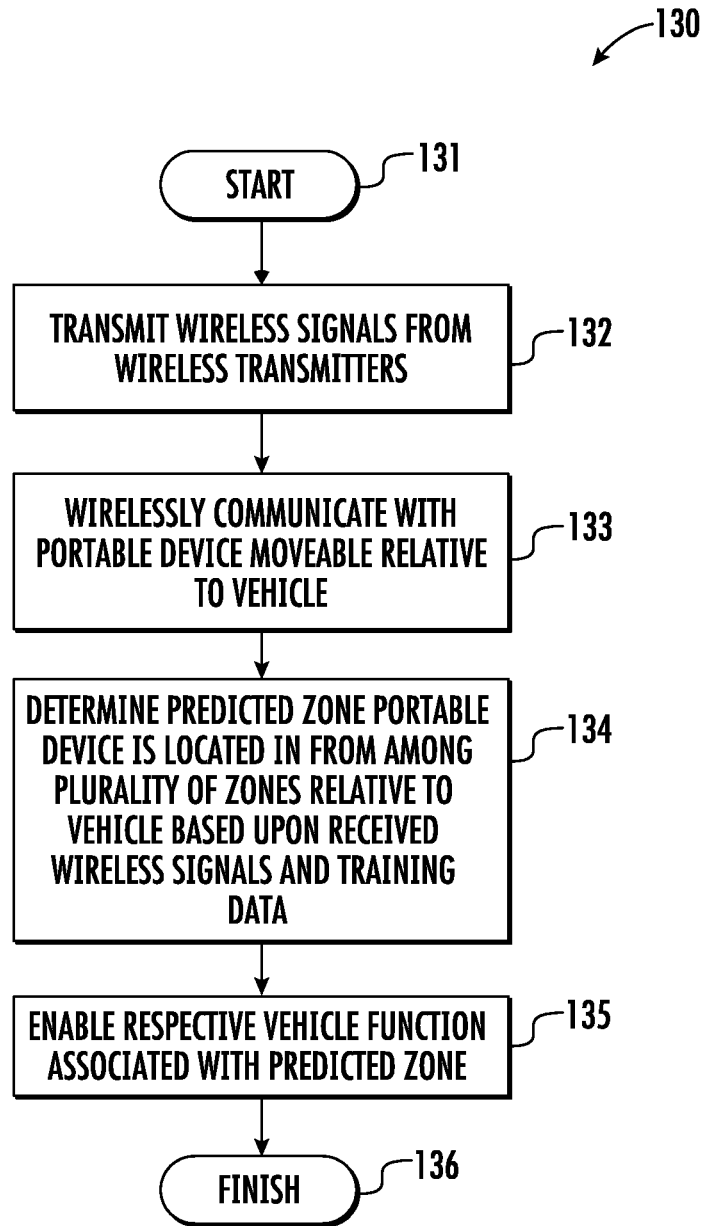 130
START
131
TRANSMIT WIRELESS SIGNALS FROM
WIRELESS TRANSMITTERS
132
WIRELESSLY COMMUNICATE WITH
PORTABLE DEVICE MOVEABLE RELATIVE
TO VEHICLE
133
DETERMINE PREDICTED ZONE PORTABLE
DEVICE IS LOCATED IN FROM AMONG
PLURALITY OF ZONES RELATIVE TO
VEHICLE BASED UPON RECEIVED
WIRELESS SIGNALS AND TRAINING
DATA
134
ENABLE RESPECTIVE VEHICLE FUNCTION
ASSOCIATED WITH PREDICTED ZONE
135
FINISH
136